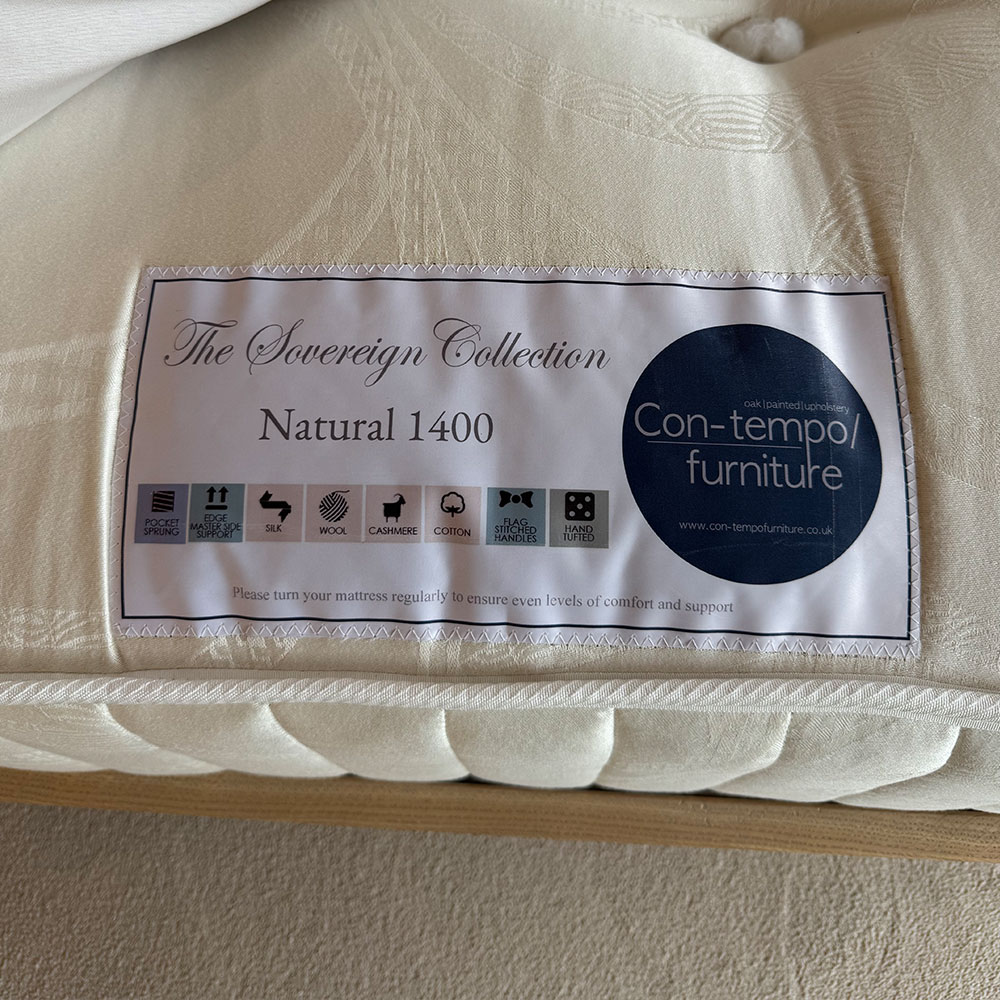 The Sovereign Collection
Natural 1400
POCKET
SPRUNG
EDGE
MASTER SIDE
SUPPORT
SILK
WOOL
CASHMERE
COTTON
FLAG
STITCHED
HANDLES
HAND
TUFTED
Please turn your mattress regularly to ensure even levels of comfort and support
oak|painted|upholstery
Con-tempo/
furniture
www.con-tempofurniture.co.uk